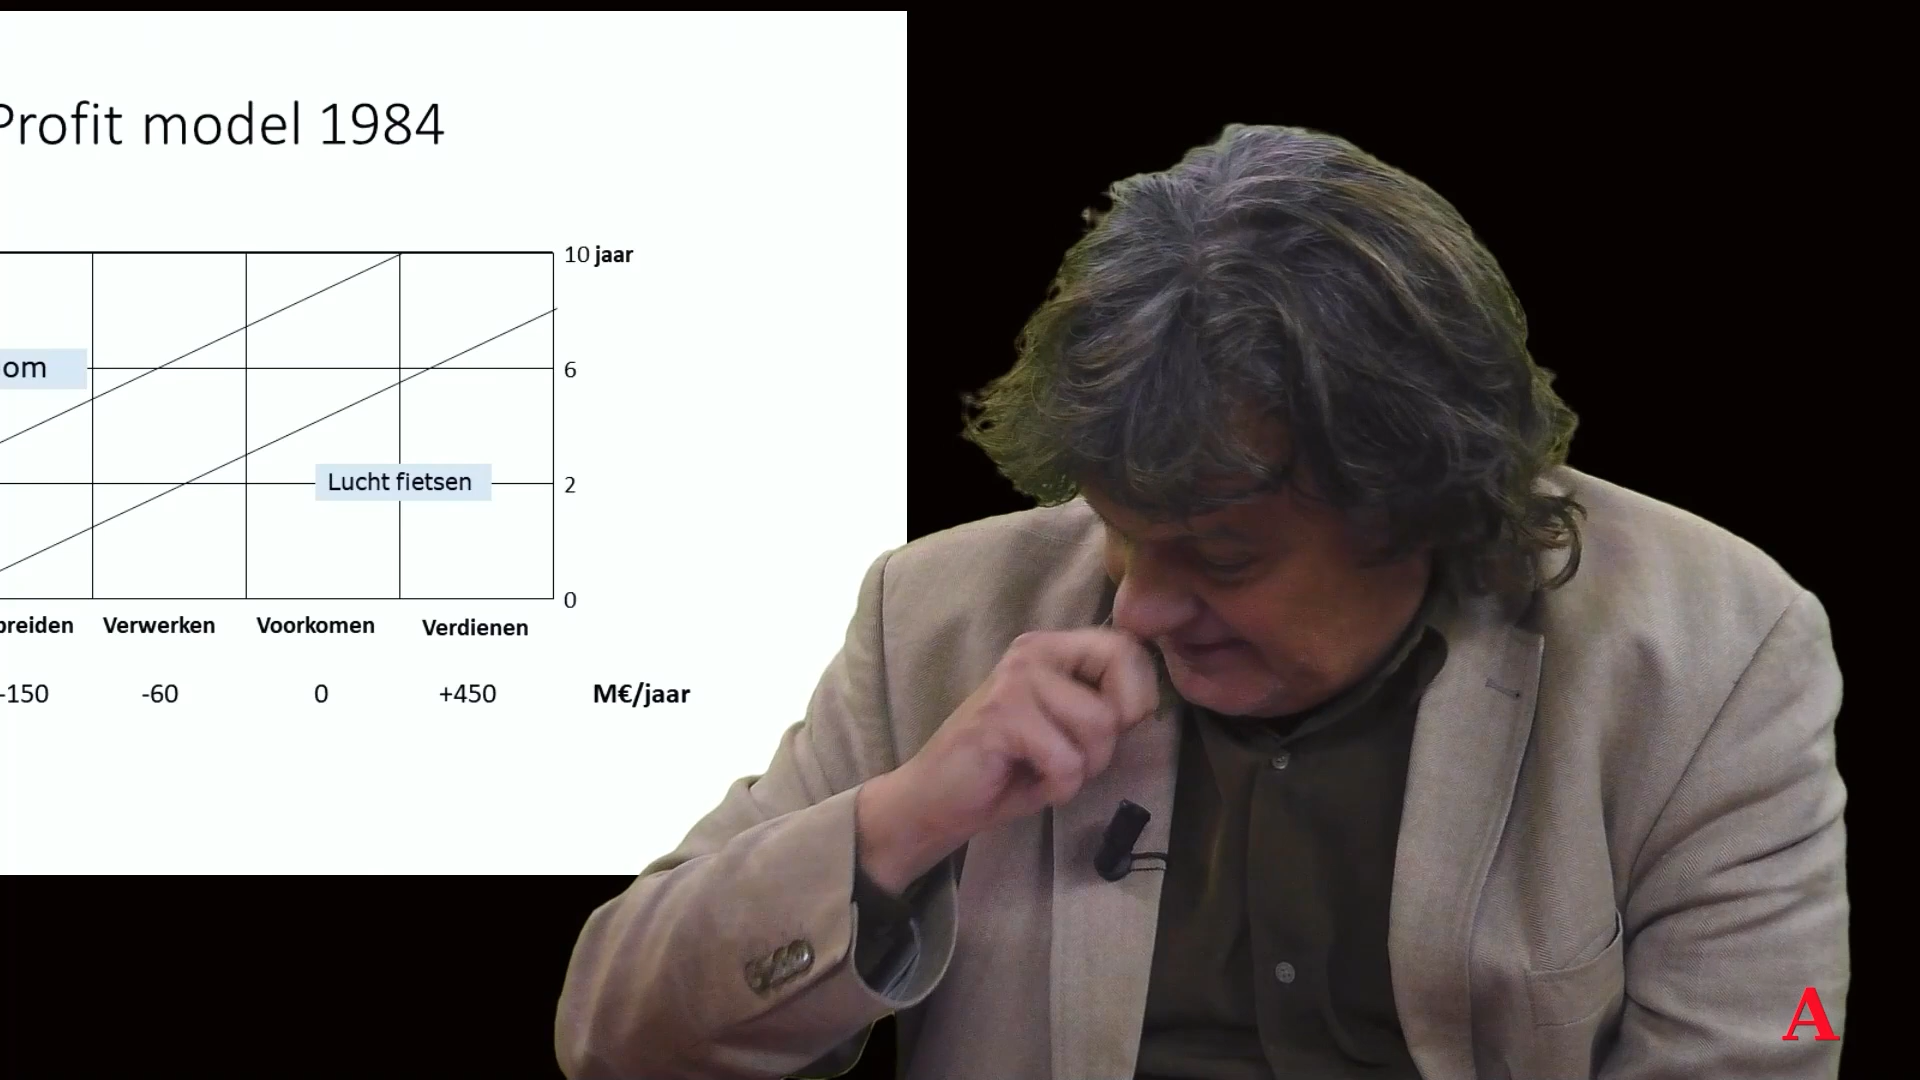 Profit model 1984
10 jaar
om
6
Lucht fietsen
2
0
breiden Verwerken Voorkomen Verdienen
-150 -60 0 +450 M€/jaar
A